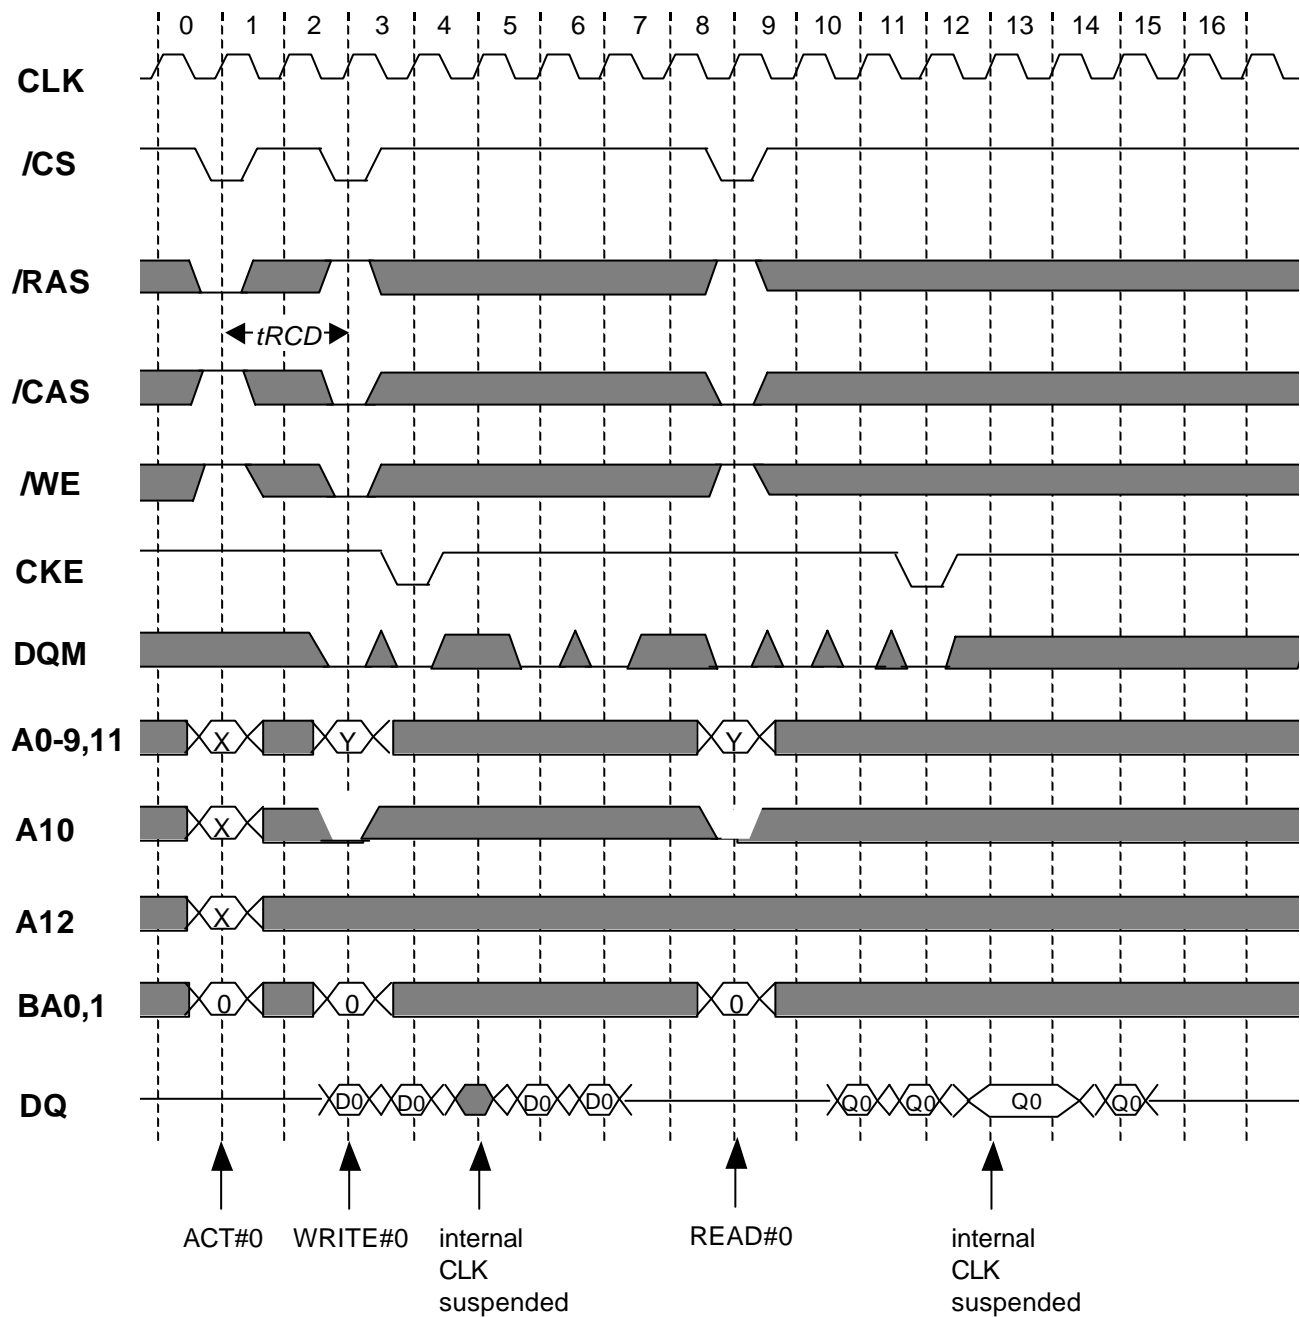 0 1 2 3 4 5 6 7 8 9 10 11 12 13 14 15 16
CLK
/CS
/RAS
tRCD
/CAS
/WE
CKE
DQM
A0-9,11 X Y Y
A10 X
A12 X
BA0,1 0 0 0
DQ D0 D0 D0 D0 Q0 Q0 Q0 Q0
ACT#0 WRITE#0 internal READ#0 internal
CLK CLK
suspended suspended